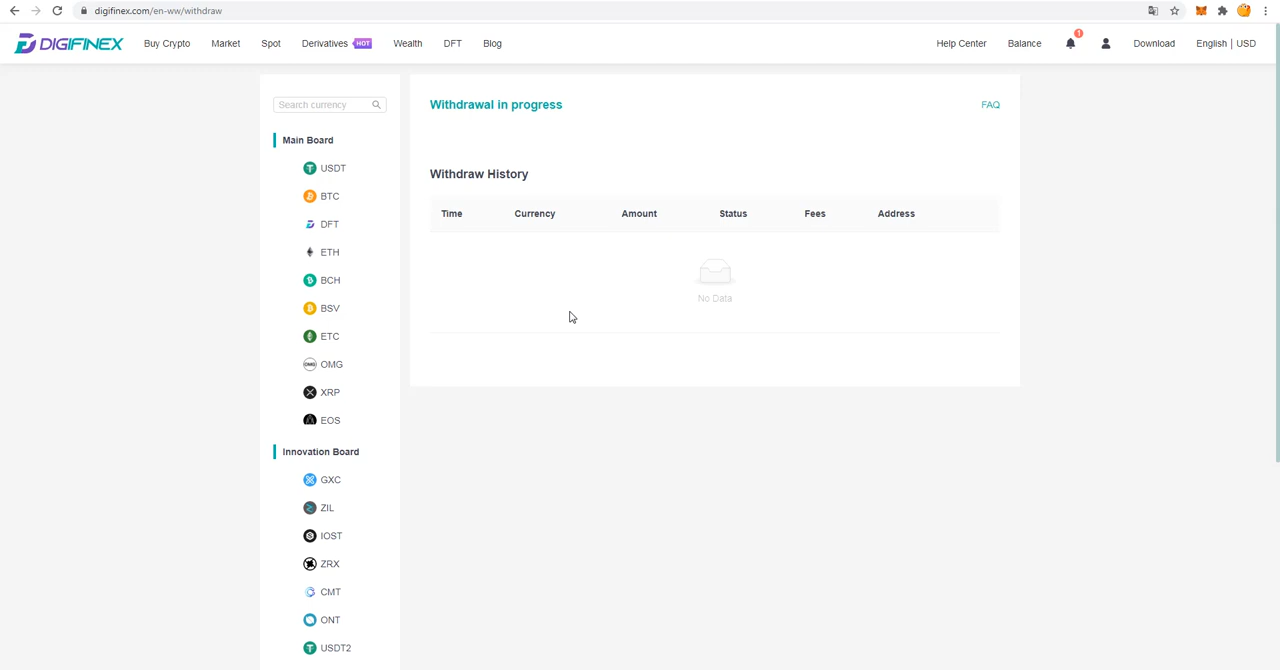 digifinex.com/en-ww/withdraw
DIGIFINEX Buy Crypto Market Spot Derivatives HOT Wealth DFT Blog Help Center Balance 1 Download English | USD
Search currency
Main Board
USDT
BTC
DFT
ETH
BCH
BSV
ETC
OMG
XRP
EOS
Innovation Board
GXC
ZIL
IOST
ZRX
CMT
ONT
USDT2
Withdrawal in progress FAQ
Withdraw History
Time Currency Amount Status Fees Address
No Data